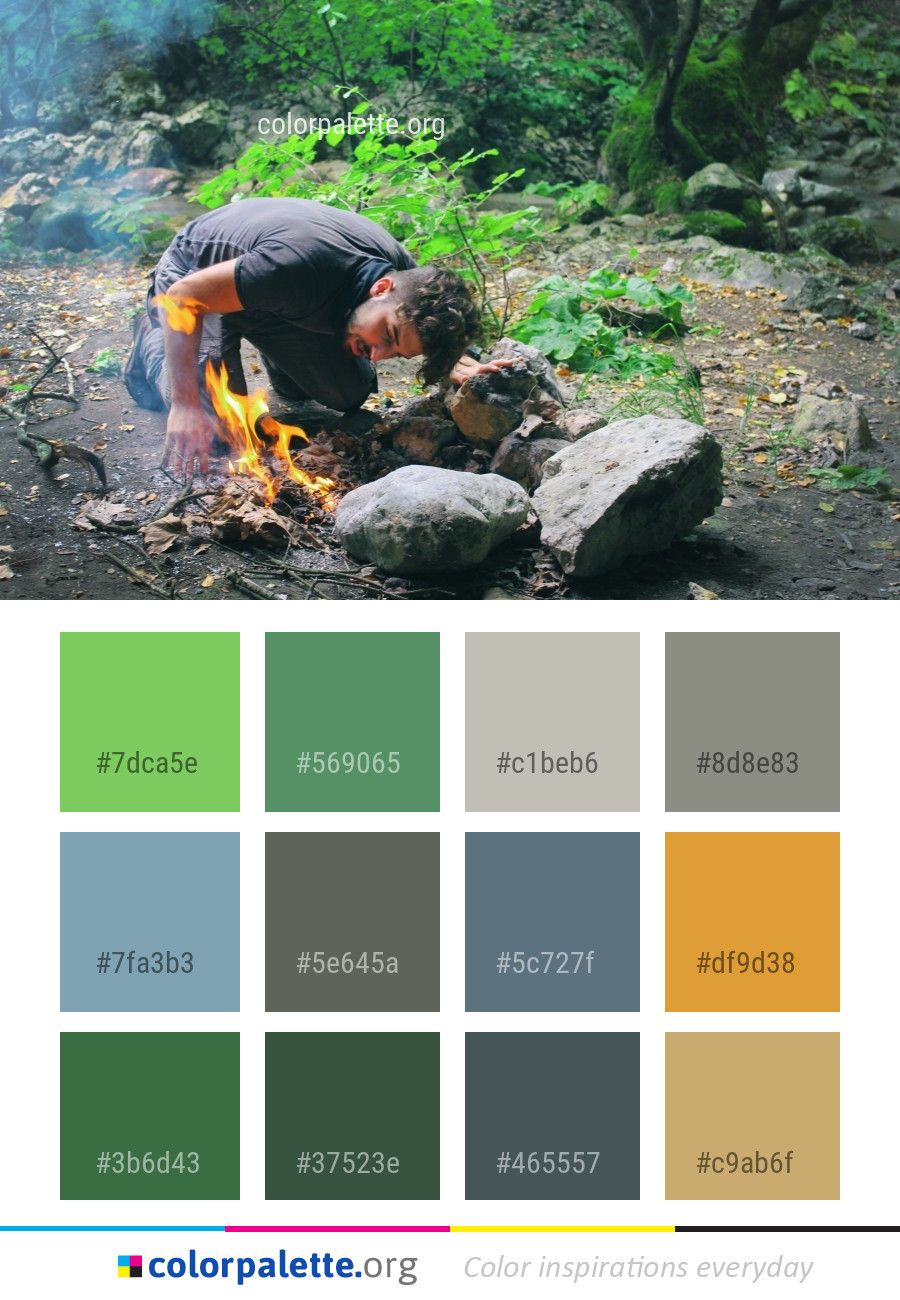 colorpalette.org
#7dca5e #569065 #c1beb6 #8d8e83
#7fa3b3 #5e645a #5c727f #df9d38
#3b6d43 #37523e #465557 #c9ab6f
colorpalette.org Color inspirations everyday